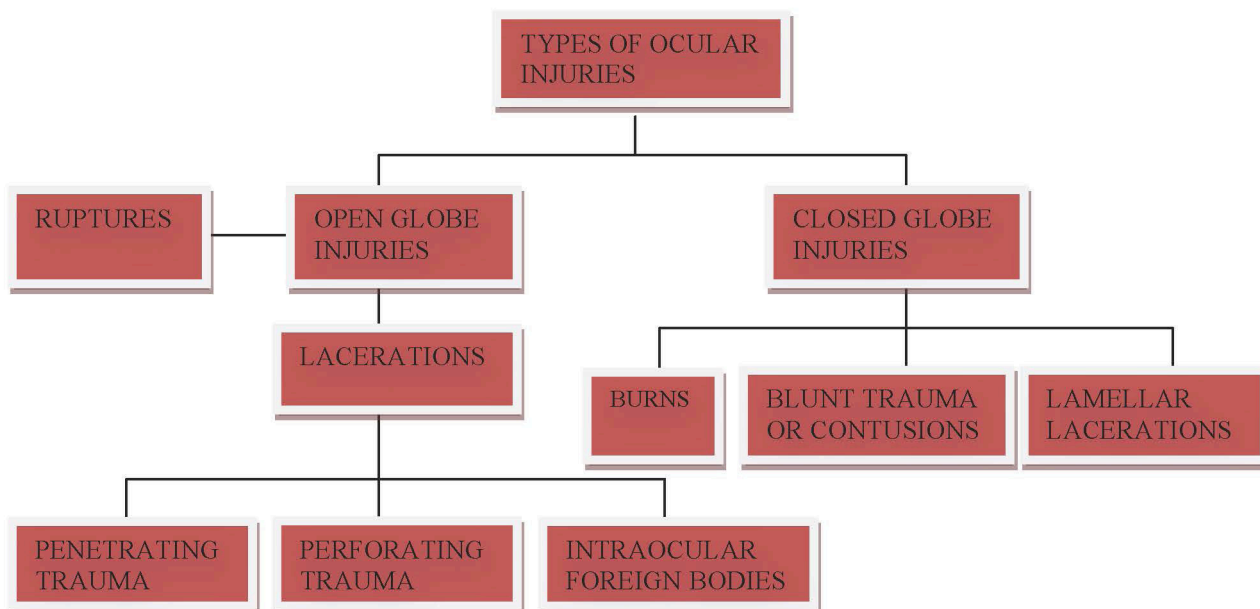 TYPES OF OCULAR
INJURIES
RUPTURES
OPEN GLOBE
INJURIES
CLOSED GLOBE
INJURIES
LACERATIONS
BURNS
BLUNT TRAUMA
OR CONTUSIONS
LAMELLAR
LACERATIONS
PENETRATING
TRAUMA
PERFORATING
TRAUMA
INTRAOCULAR
FOREIGN BODIES